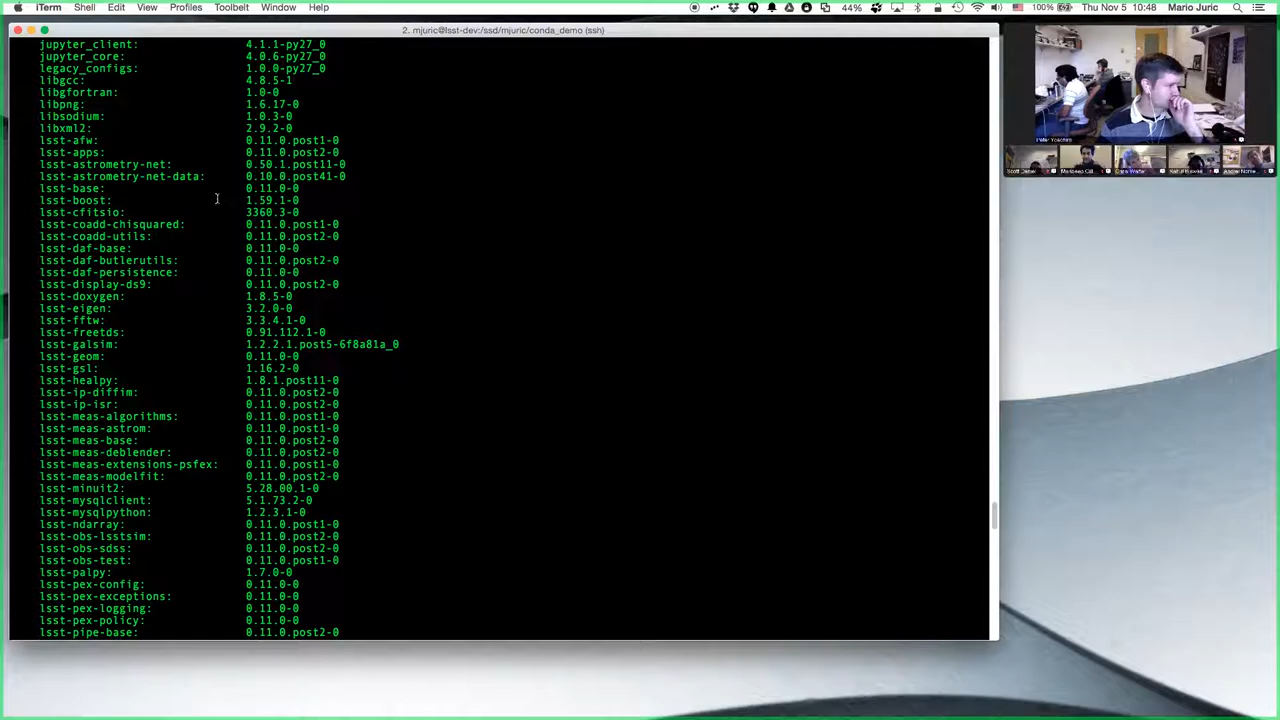 iTerm Shell Edit View Profiles Toolbelt Window Help 44% 100% Thu Nov 5 10:48 Mario Juric
2. mjuric@lsst-dev:/ssd/mjuric/conda_demo (ssh)
jupyter_client: 4.1.1-py27_0
jupyter_core: 4.0.6-py27_0
legacy_configs: 1.0.0-py27_0
libgcc: 4.8.5-1
libgfortran: 1.0-0
libpng: 1.6.17-0
libsodium: 1.0.3-0
libxml2: 2.9.2-0
lsst-afw: 0.11.0.post1-0
lsst-apps: 0.11.0.post2-0
lsst-astrometry-net: 0.50.1.post11-0
lsst-astrometry-net-data: 0.10.0.post41-0
lsst-base: 0.11.0-0
lsst-boost: 1.59.1-0
lsst-cfitsio: 3360.3-0
lsst-coadd-chisquared: 0.11.0.post1-0
lsst-coadd-utils: 0.11.0.post2-0
lsst-daf-base: 0.11.0-0
lsst-daf-butlerutils: 0.11.0.post2-0
lsst-daf-persistence: 0.11.0-0
lsst-display-ds9: 0.11.0.post2-0
lsst-doxygen: 1.8.5-0
lsst-eigen: 3.2.0-0
lsst-fftw: 3.3.4.1-0
lsst-freetds: 0.91.112.1-0
lsst-galsim: 1.2.2.1.post5-6f8a81a_0
lsst-geom: 0.11.0-0
lsst-gsl: 1.16.2-0
lsst-healpy: 1.8.1.post11-0
lsst-ip-diffim: 0.11.0.post2-0
lsst-ip-isr: 0.11.0.post2-0
lsst-meas-algorithms: 0.11.0.post1-0
lsst-meas-astrom: 0.11.0.post1-0
lsst-meas-base: 0.11.0.post2-0
lsst-meas-deblender: 0.11.0.post2-0
lsst-meas-extensions-psfex: 0.11.0.post1-0
lsst-meas-modelfit: 0.11.0.post2-0
lsst-minuit2: 5.28.00.1-0
lsst-mysqlclient: 5.1.73.2-0
lsst-mysqlpython: 1.2.3.1-0
lsst-ndarray: 0.11.0.post1-0
lsst-obs-lsstsim: 0.11.0.post2-0
lsst-obs-sdss: 0.11.0.post2-0
lsst-obs-test: 0.11.0.post1-0
lsst-palpy: 1.7.0-0
lsst-pex-config: 0.11.0-0
lsst-pex-exceptions: 0.11.0-0
lsst-pex-logging: 0.11.0-0
lsst-pex-policy: 0.11.0-0
lsst-pipe-base: 0.11.0.post2-0
Peter Yoachim
Scott Daniel